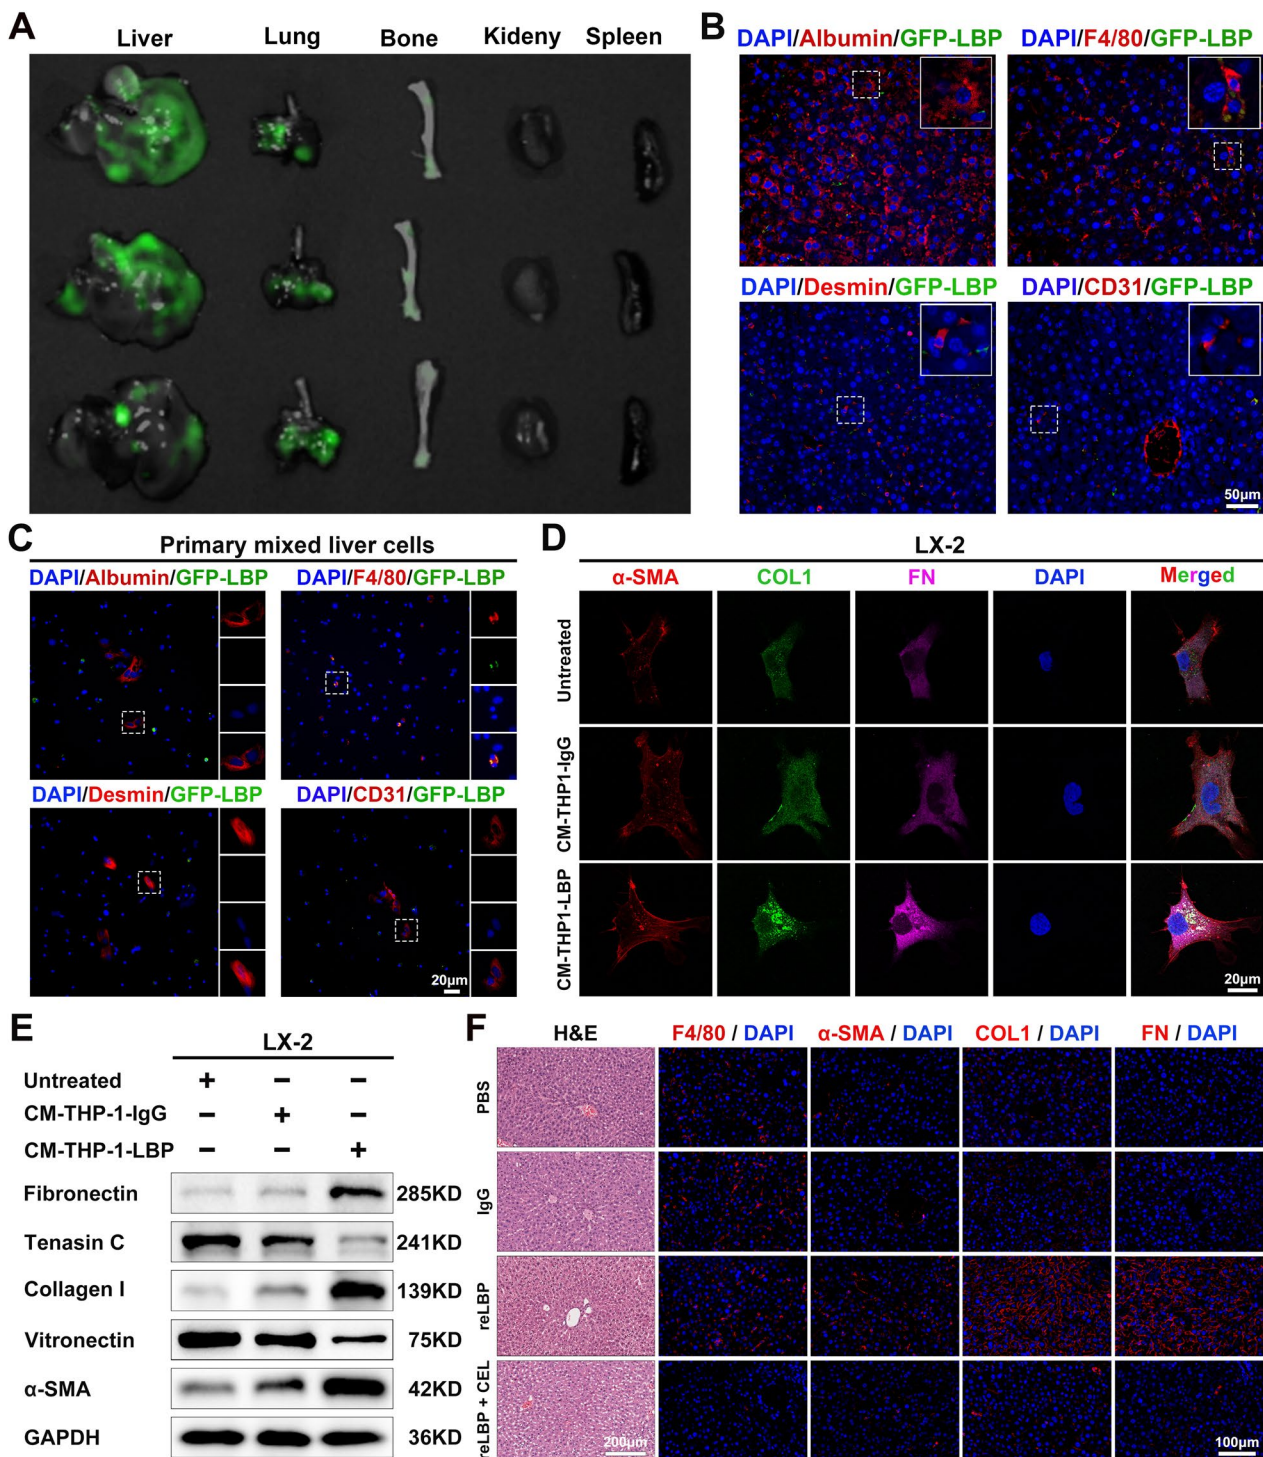 A
Liver Lung Bone Kideny Spleen
B
DAPI/Albumin/GFP-LBP DAPI/F4/80/GFP-LBP
DAPI/Desmin/GFP-LBP DAPI/CD31/GFP-LBP
50μm
C
Primary mixed liver cells
DAPI/Albumin/GFP-LBP DAPI/F4/80/GFP-LBP
DAPI/Desmin/GFP-LBP DAPI/CD31/GFP-LBP
20μm
D
LX-2
α-SMA COL1 FN DAPI Merged
Untreated
CM-THP1-IgG
CM-THP1-LBP
20μm
E
LX-2
Untreated + − −
CM-THP-1-IgG − + −
CM-THP-1-LBP − − +
Fibronectin 285KD
Tenasin C 241KD
Collagen I 139KD
Vitronectin 75KD
α-SMA 42KD
GAPDH 36KD
F
H&E F4/80 / DAPI α-SMA / DAPI COL1 / DAPI FN / DAPI
PBS
IgG
reLBP
reLBP + CEL
200μm
100μm